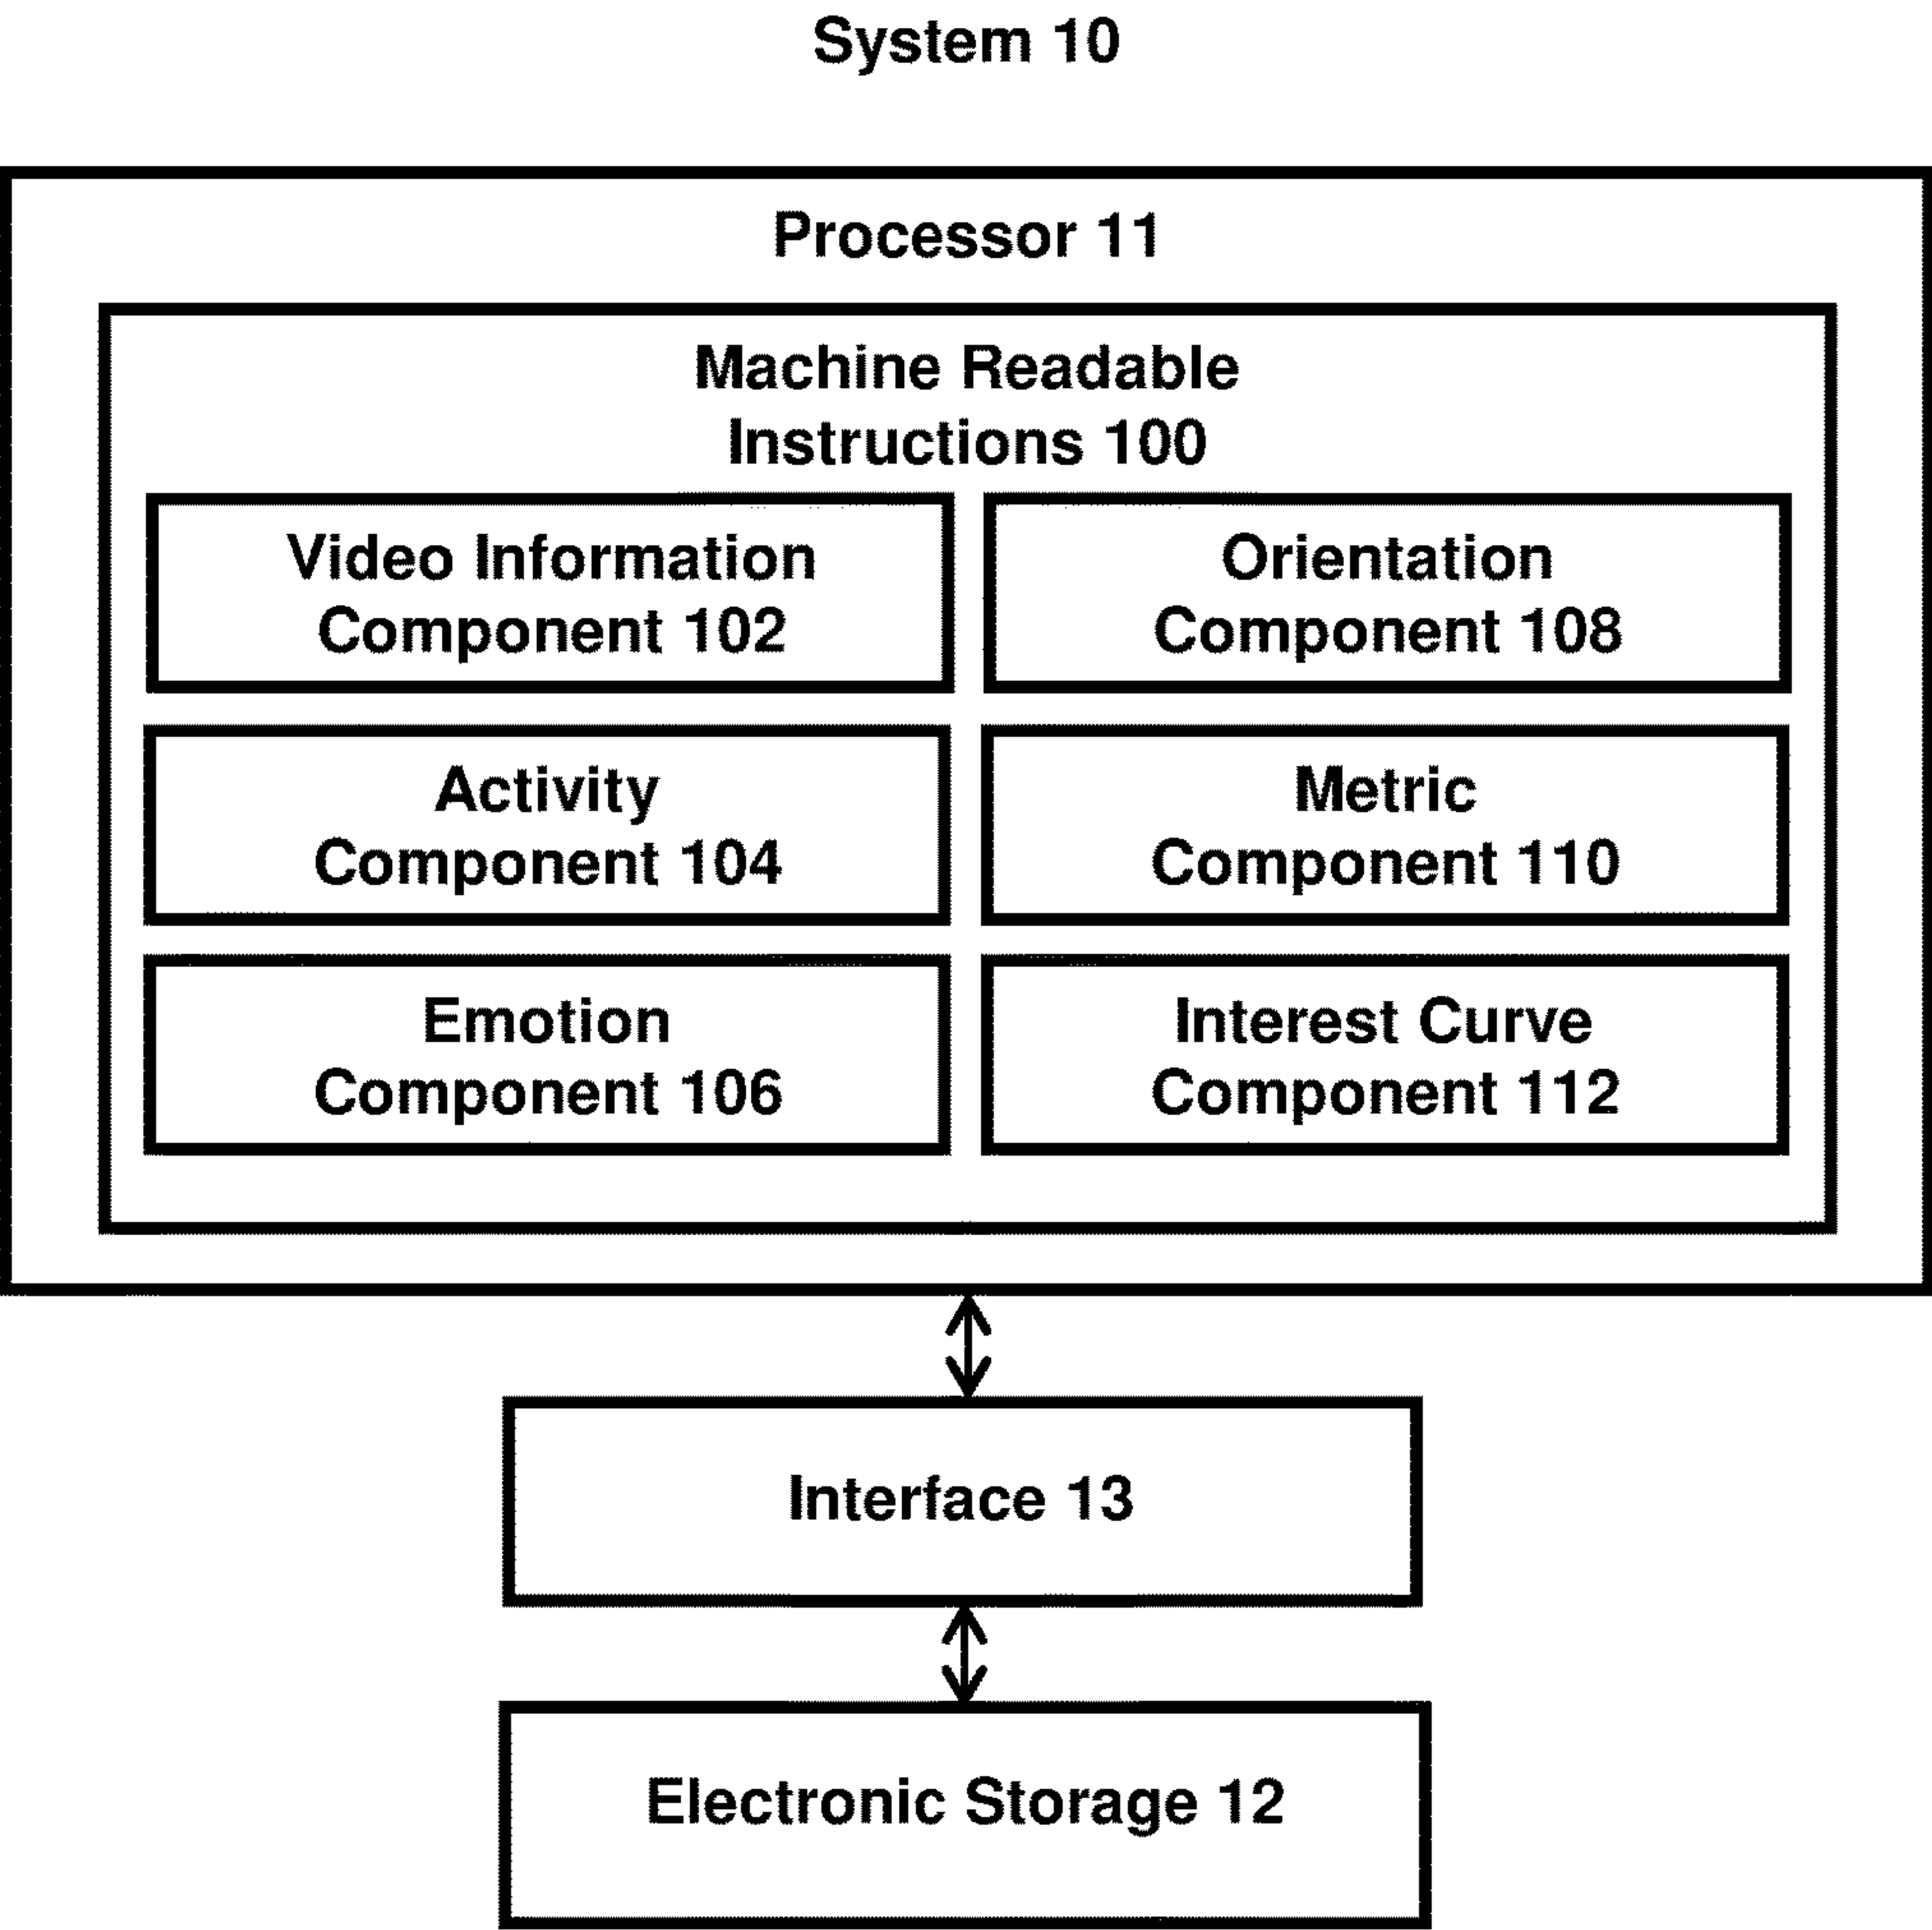 System 10
Processor 11
Machine Readable
Instructions 100
Video Information
Component 102
Orientation
Component 108
Activity
Component 104
Metric
Component 110
Emotion
Component 106
Interest Curve
Component 112
Interface 13
Electronic Storage 12